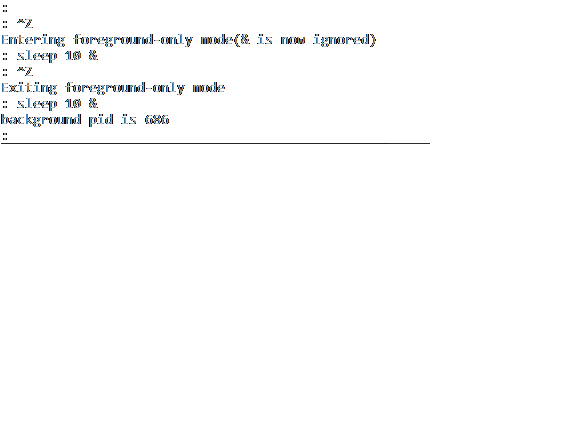 :
: ^Z
Entering foreground-only mode(& is now ignored)
: sleep 10 &
: ^Z
Exiting foreground-only mode
: sleep 10 &
background pid is 686
: